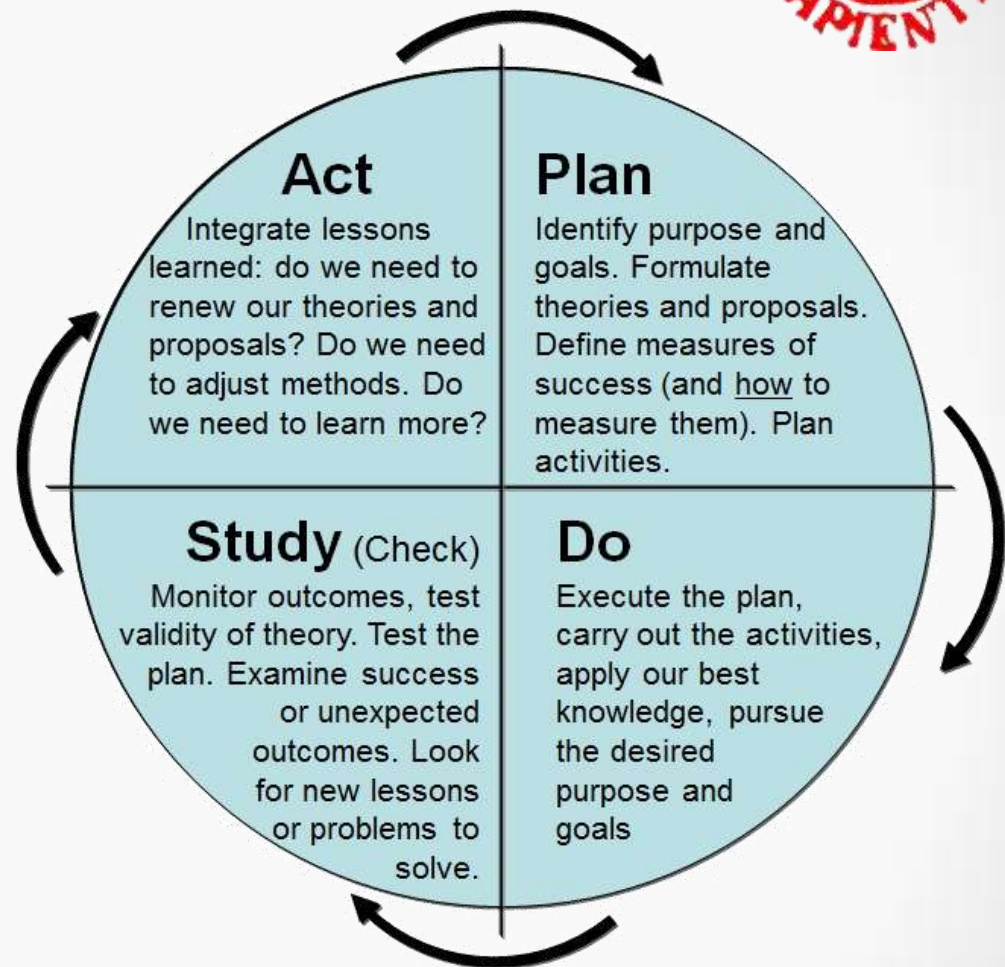 Act
Integrate lessons
learned: do we need to
renew our theories and
proposals? Do we need
to adjust methods. Do
we need to learn more?
Plan
Identify purpose and
goals. Formulate
theories and proposals.
Define measures of
success (and how to
measure them). Plan
activities.
Study (Check)
Monitor outcomes, test
validity of theory. Test the
plan. Examine success
or unexpected
outcomes. Look
for new lessons
or problems to
solve.
Do
Execute the plan,
carry out the activities,
apply our best
knowledge, pursue
the desired
purpose and
goals